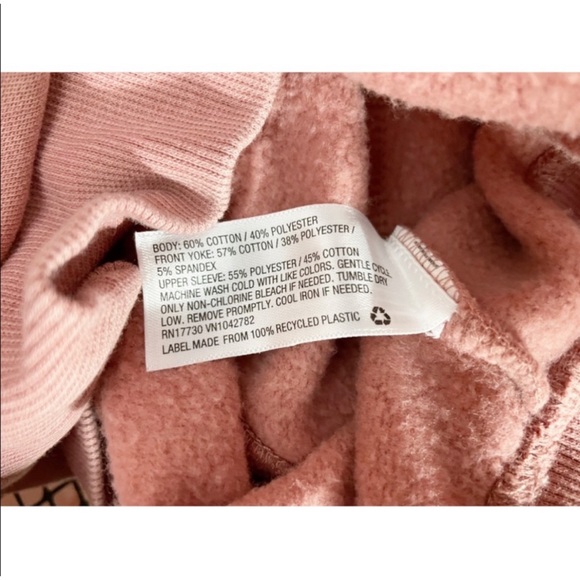 BODY: 60% COTTON / 40% POLYESTER
FRONT YOKE: 57% COTTON / 38% POLYESTER /
5% SPANDEX
UPPER SLEEVE: 55% POLYESTER / 45% COTTON
MACHINE WASH COLD WITH LIKE COLORS. GENTLE CYCLE.
ONLY NON-CHLORINE BLEACH IF NEEDED. TUMBLE DRY
LOW. REMOVE PROMPTLY. COOL IRON IF NEEDED.
RN17730 VN1042782
LABEL MADE FROM 100% RECYCLED PLASTIC